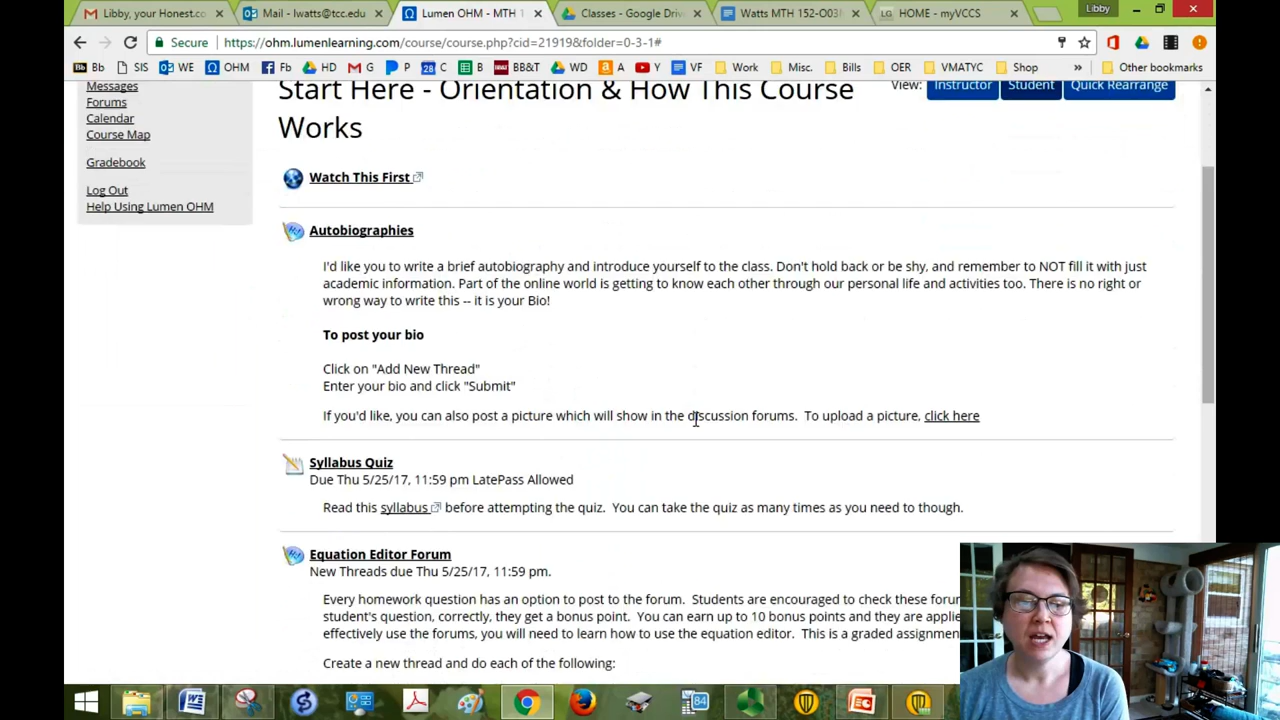 Libby, your Honest.co
Mail - lwatts@tcc.edu
Lumen OHM - MTH 1
Classes - Google Driv
Watts MTH 152-O03
HOME - myVCCS
Libby
Secure
https://ohm.lumenlearning.com/course/course.php?cid=21919&folder=0-3-1#
Bb SIS WE OHM Fb HD G P C B BB&T WD A Y VF Work Misc. Bills OER VMATYC Shop » Other bookmarks
Messages
Forums
Calendar
Course Map
Gradebook
Log Out
Help Using Lumen OHM
Start Here - Orientation & How This Course
Works
View: Instructor Student Quick Rearrange
Watch This First
Autobiographies
I'd like you to write a brief autobiography and introduce yourself to the class. Don't hold back or be shy, and remember to NOT fill it with just
academic information. Part of the online world is getting to know each other through our personal life and activities too. There is no right or
wrong way to write this -- it is your Bio!
To post your bio
Click on "Add New Thread"
Enter your bio and click "Submit"
If you'd like, you can also post a picture which will show in the discussion forums. To upload a picture, click here
Syllabus Quiz
Due Thu 5/25/17, 11:59 pm LatePass Allowed
Read this syllabus before attempting the quiz. You can take the quiz as many times as you need to though.
Equation Editor Forum
New Threads due Thu 5/25/17, 11:59 pm.
Every homework question has an option to post to the forum. Students are encouraged to check these foru
student's question, correctly, they get a bonus point. You can earn up to 10 bonus points and they are applie
effectively use the forums, you will need to learn how to use the equation editor. This is a graded assignmen
Create a new thread and do each of the following: